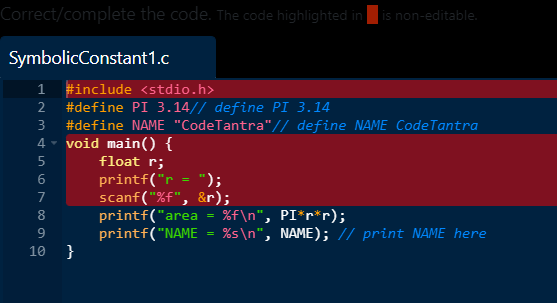 Correct/complete the code. The code highlighted in is non-editable.
SymbolicConstant1.c
1 #include <stdio.h>
2 #define PI 3.14// define PI 3.14
3 #define NAME "CodeTantra"// define NAME CodeTantra
4 void main() {
5 float r;
6 printf("r = ");
7 scanf("%f", &r);
8 printf("area = %f\n", PI*r*r);
9 printf("NAME = %s\n", NAME); // print NAME here
10 }